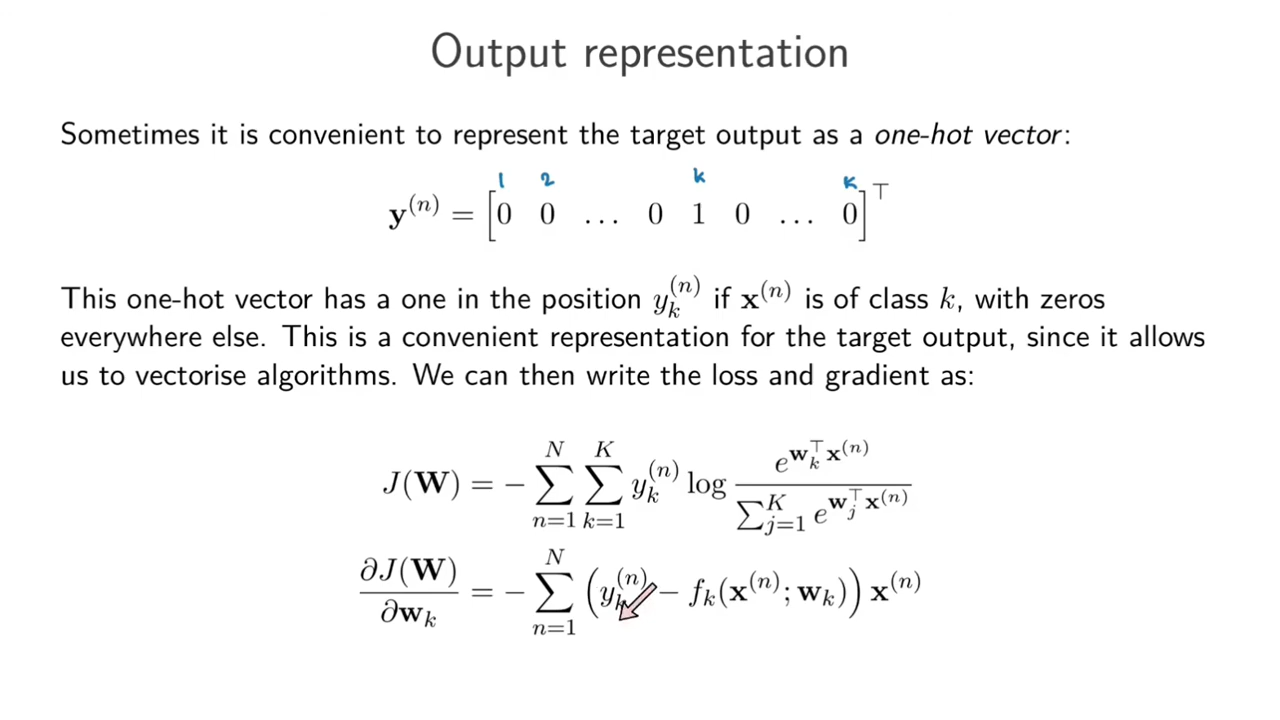 Output representation
Sometimes it is convenient to represent the target output as a one-hot vector:
1 2 k K
y^{(n)} = [0 0 … 0 1 0 … 0]^⊤
This one-hot vector has a one in the position y_k^{(n)} if x^{(n)} is of class k, with zeros
everywhere else. This is a convenient representation for the target output, since it allows
us to vectorise algorithms. We can then write the loss and gradient as:
J(W) = − ∑_{n=1}^{N} ∑_{k=1}^{K} y_k^{(n)} log \frac{e^{w_k^⊤ x^{(n)}}}{∑_{j=1}^{K} e^{w_j^⊤ x^{(n)}}}
\frac{∂J(W)}{∂w_k} = − ∑_{n=1}^{N} (y_k^{(n)} − f_k(x^{(n)}; w_k)) x^{(n)}